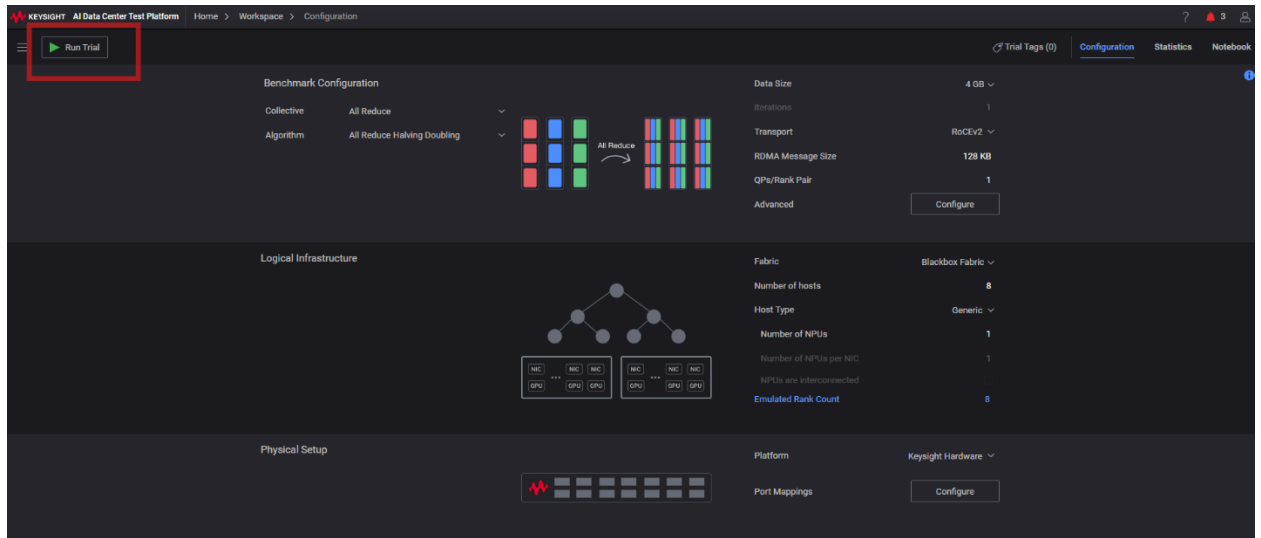 KEYSIGHT AI Data Center Test Platform Home > Workspace > Configuration ? 3
Run Trial Trial Tags (0) Configuration Statistics Notebook
Benchmark Configuration
Collective All Reduce
Algorithm All Reduce Halving Doubling
All Reduce
Data Size 4 GB
Iterations 1
Transport RoCEv2
RDMA Message Size 128 KB
QPs/Rank Pair 1
Advanced Configure
Logical Infrastructure
NIC ... NIC NIC NIC ... NIC NIC
GPU GPU GPU GPU GPU GPU
Fabric Blackbox Fabric
Number of hosts 8
Host Type Generic
Number of NPUs 1
Number of NPUs per NIC 1
NPUs are interconnected
Emulated Rank Count 8
Physical Setup
Platform Keysight Hardware
Port Mappings Configure